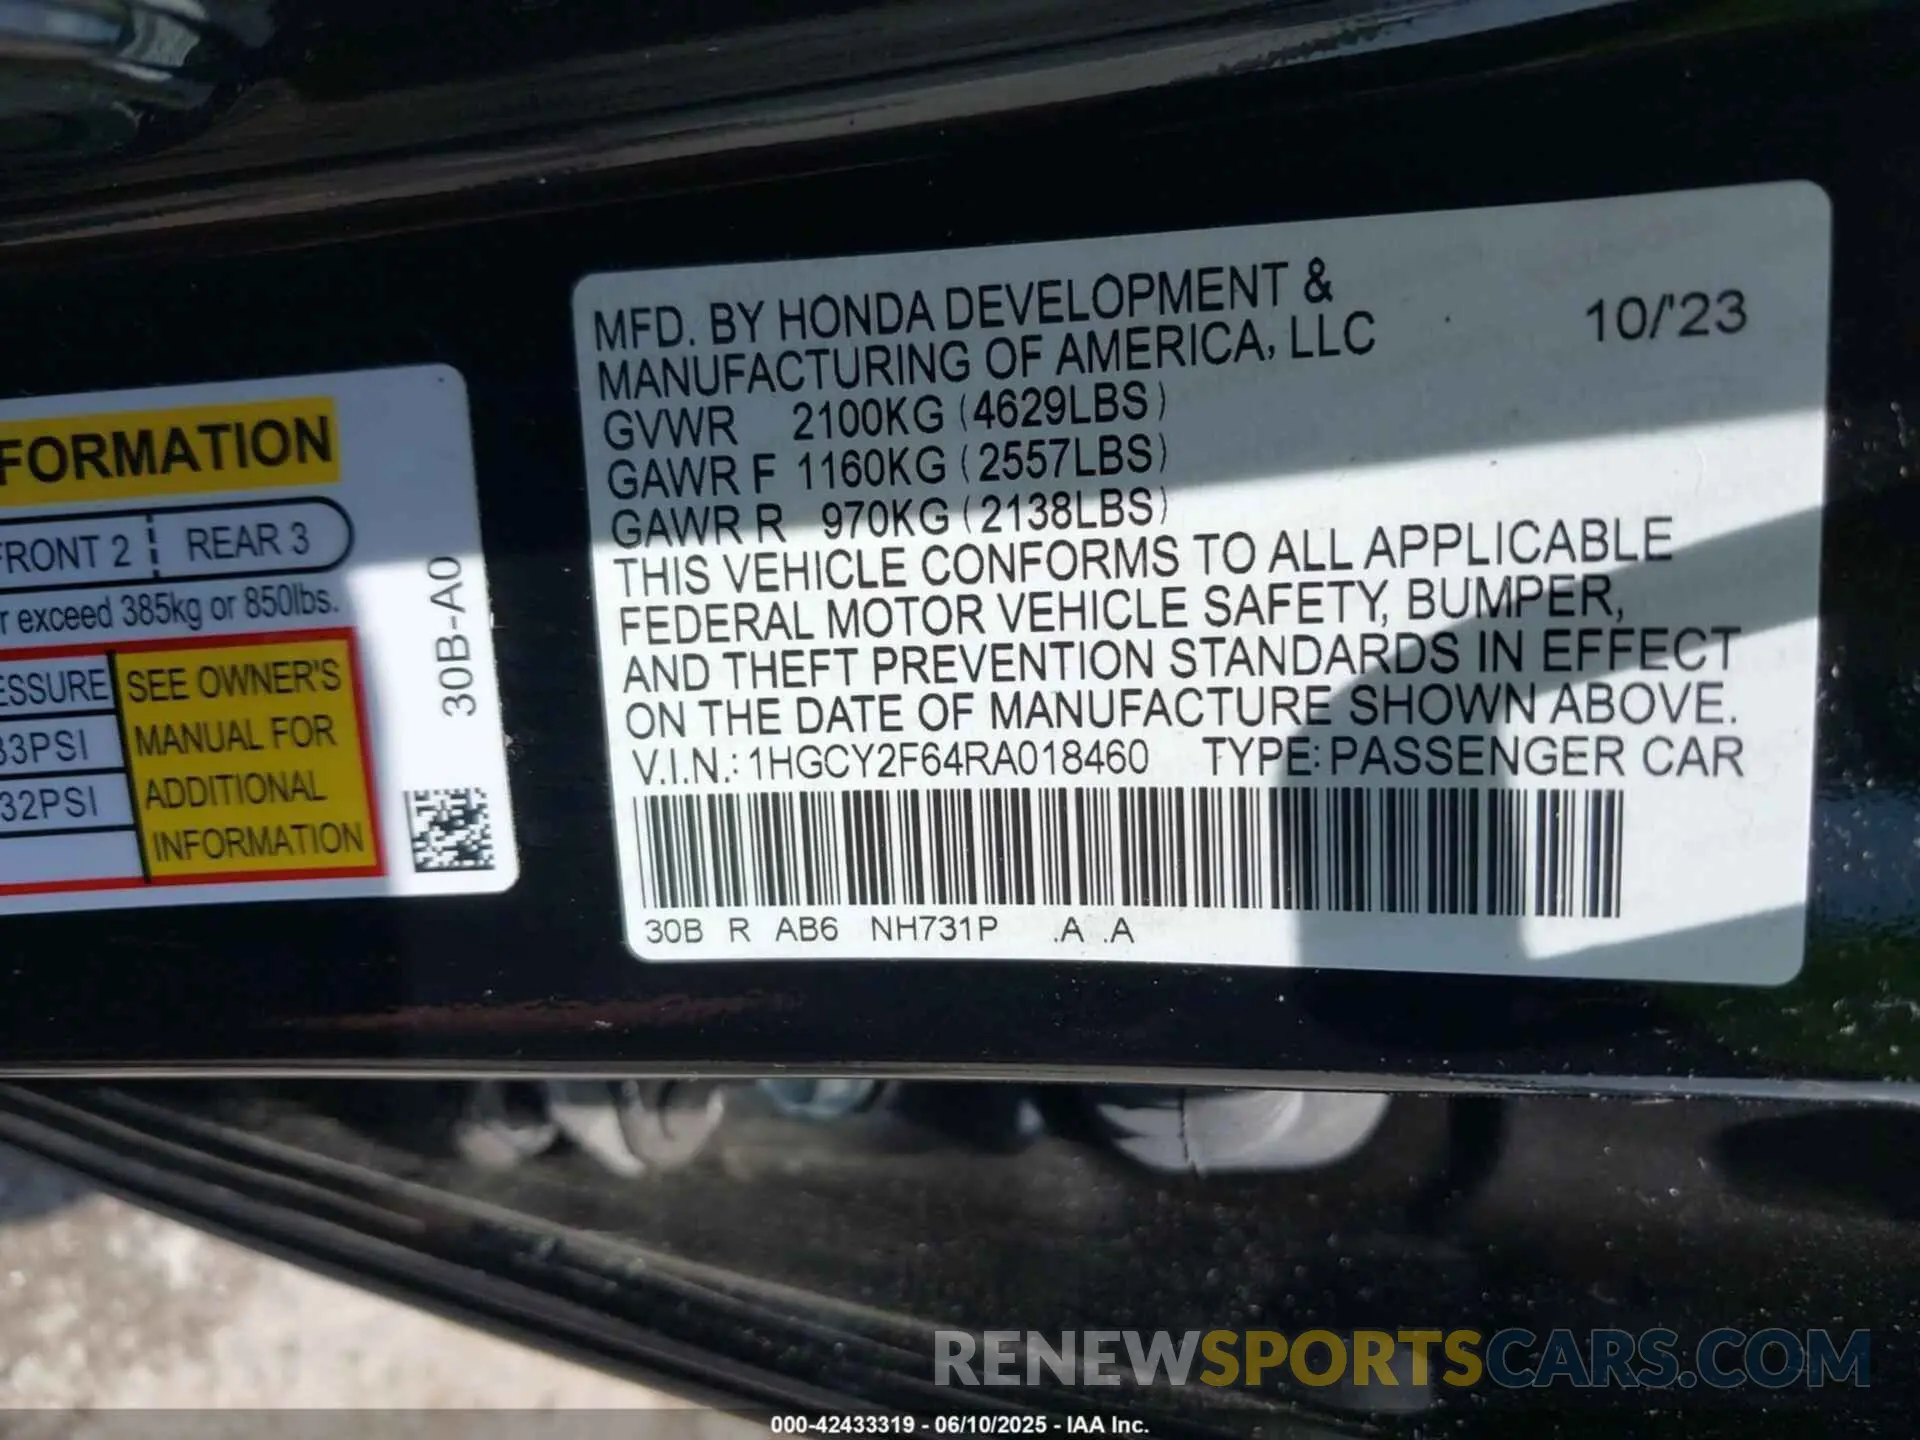 FORMATION
FRONT 2 REAR 3
r exceed 385kg or 850lbs.
ESSURE
33PSI
32PSI
SEE OWNER'S
MANUAL FOR
ADDITIONAL
INFORMATION
30B-A0
MFD. BY HONDA DEVELOPMENT &
MANUFACTURING OF AMERICA, LLC
10/'23
GVWR 2100KG (4629LBS)
GAWR F 1160KG (2557LBS)
GAWR R 970KG (2138LBS)
THIS VEHICLE CONFORMS TO ALL APPLICABLE
FEDERAL MOTOR VEHICLE SAFETY, BUMPER,
AND THEFT PREVENTION STANDARDS IN EFFECT
ON THE DATE OF MANUFACTURE SHOWN ABOVE.
V.I.N.: 1HGCY2F64RA018460 TYPE: PASSENGER CAR
30B R AB6 NH731P .A .A
RENEWSPORTSCARS.COM
000-42433319 - 06/10/2025 - IAA Inc.